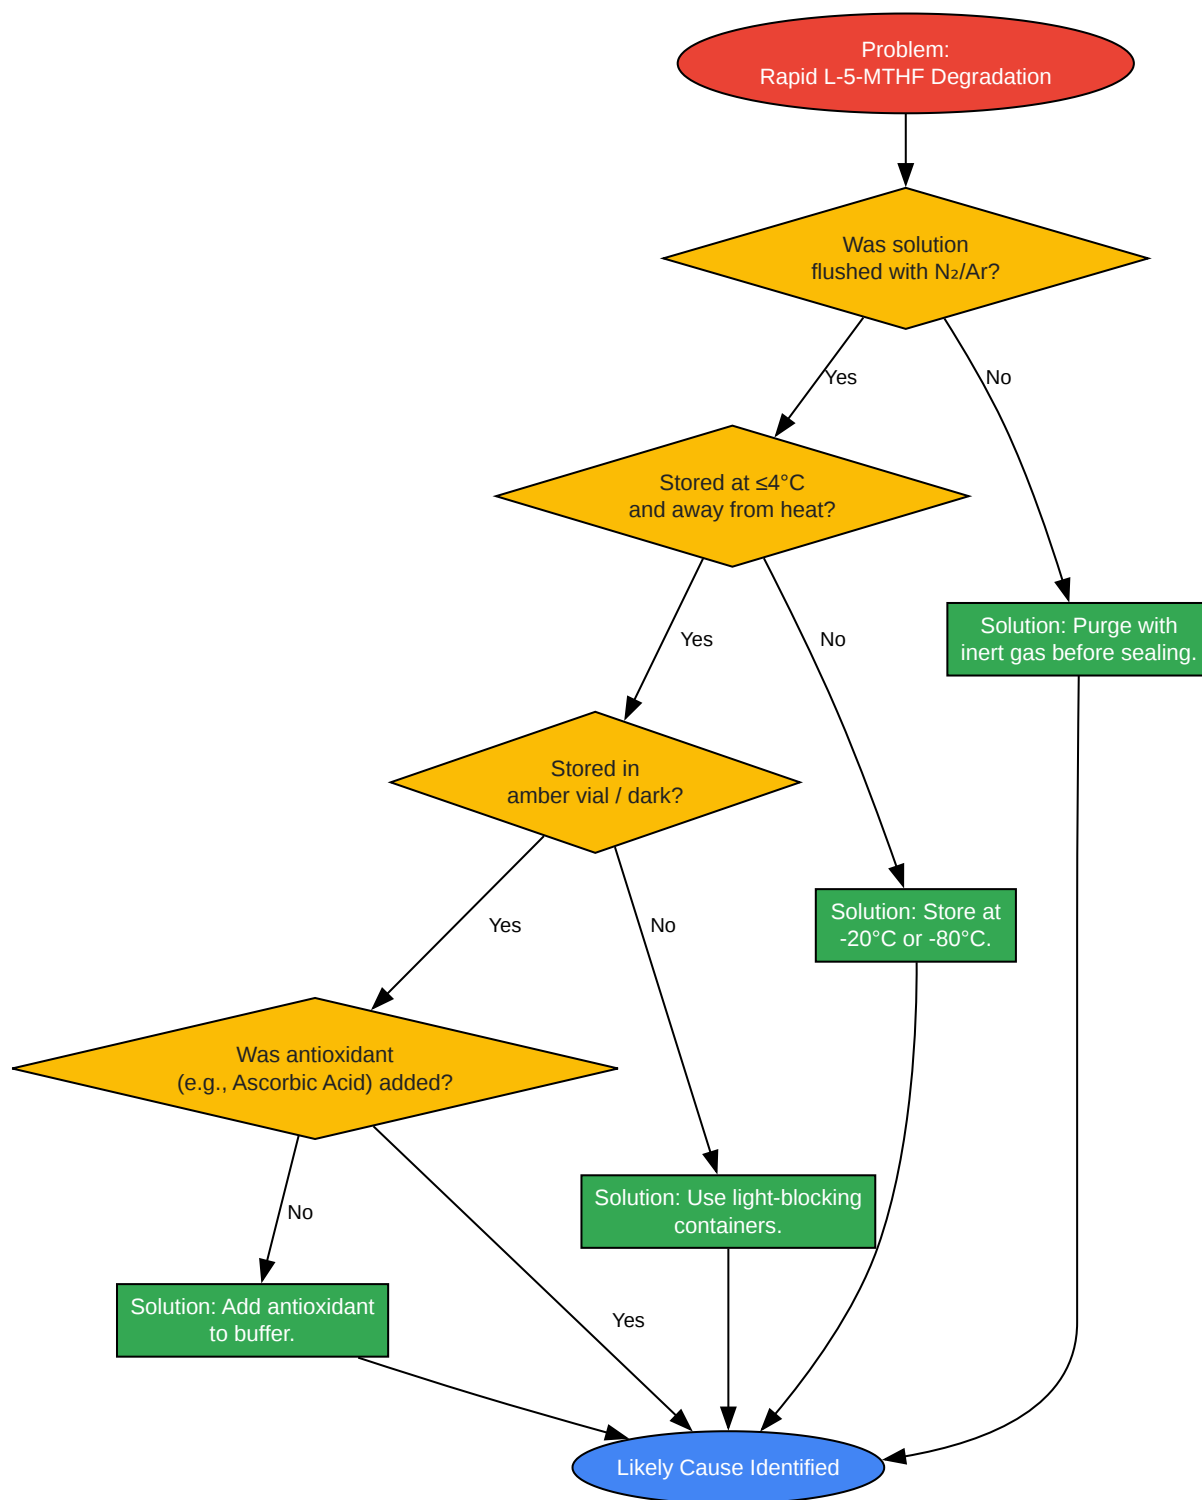 Problem:
Rapid L-5-MTHF Degradation
Was solution
flushed with N₂/Ar?
Yes
No
Stored at ≤4°C
and away from heat?
Solution: Purge with
inert gas before sealing.
Yes
No
Stored in
amber vial / dark?
Solution: Store at
-20°C or -80°C.
Yes
No
Was antioxidant
(e.g., Ascorbic Acid) added?
Solution: Use light-blocking
containers.
No
Yes
Solution: Add antioxidant
to buffer.
Likely Cause Identified